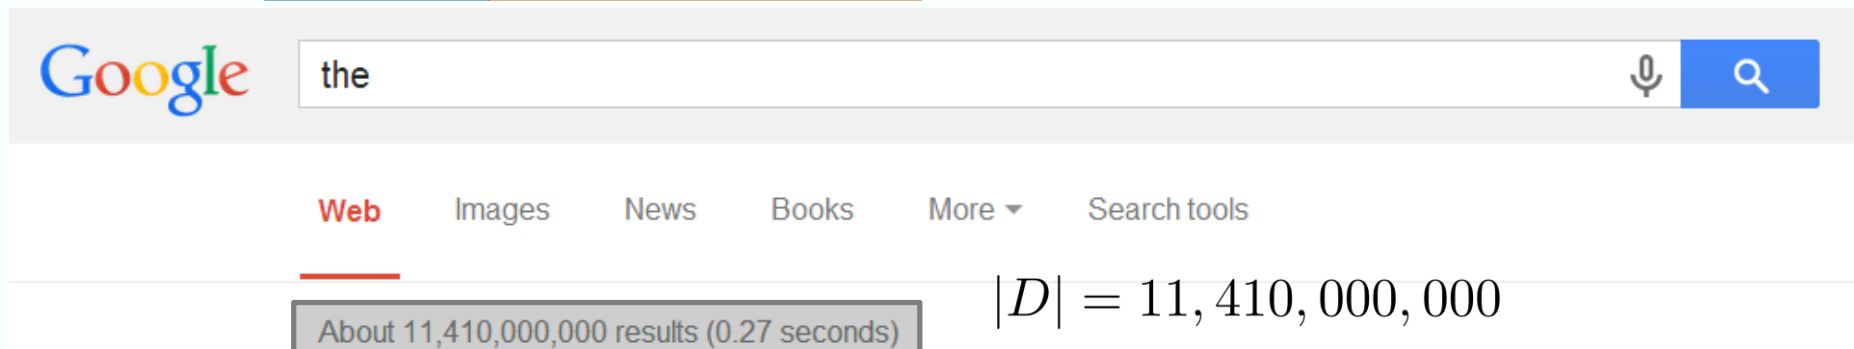 Google the
Web Images News Books More Search tools
|D| = 11, 410, 000, 000
About 11,410,000,000 results (0.27 seconds)